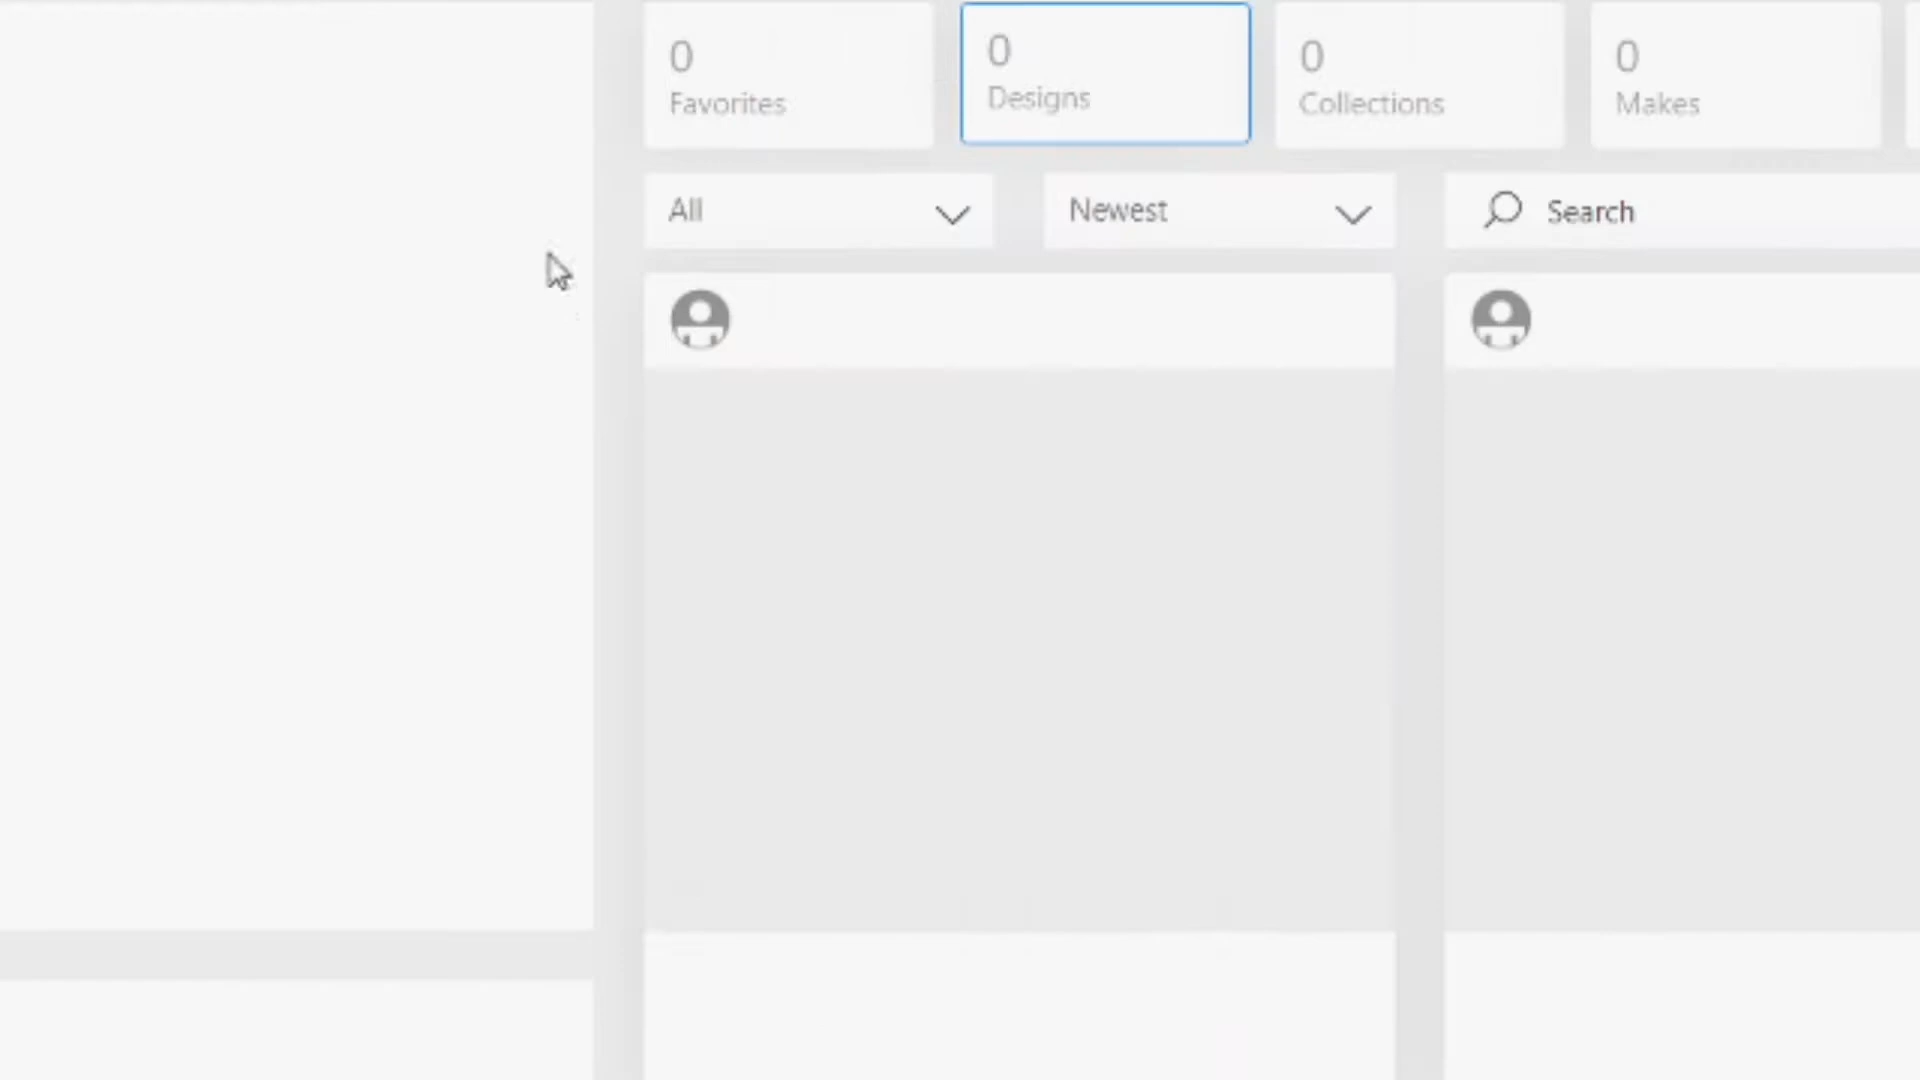 0
Favorites
0
Designs
0
Collections
0
Makes
All
Newest
Search